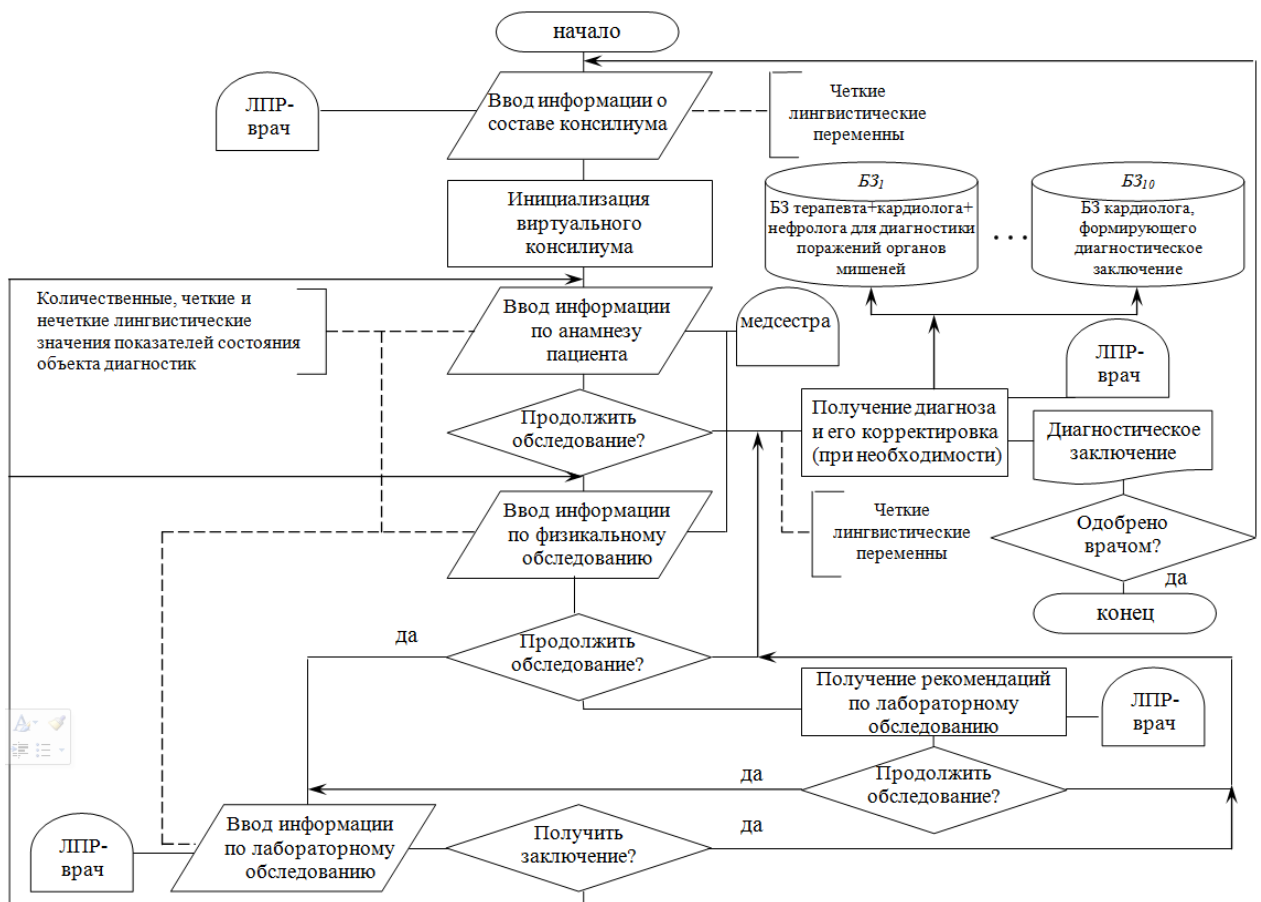 начало
ЛПР-
врач
Ввод информации о
составе консилиума
Четкие
лингвистические
переменны
Инициализация
виртуального
консилиума
БЗ1
БЗ терапевта+кардиолога+
нефролога для диагностики
поражений органов
мишеней
...
БЗ10
БЗ кардиолога,
формирующего
диагностическое
заключение
Количественные, четкие и
нечеткие лингвистические
значения показателей состояния
объекта диагностик
Ввод информации
по анамнезу
пациента
медсестра
ЛПР-
врач
Продолжить
обследование?
Получение диагноза
и его корректировка
(при необходимости)
Диагностическое
заключение
Ввод информации
по физикальному
обследованию
Четкие
лингвистические
переменны
Одобрено
врачом?
да
конец
да
Продолжить
обследование?
Получение рекомендаций
по лабораторному
обследованию
ЛПР-
врач
да
Продолжить
обследование?
ЛПР-
врач
Ввод информации
по лабораторному
обследованию
Получить
заключение?
да